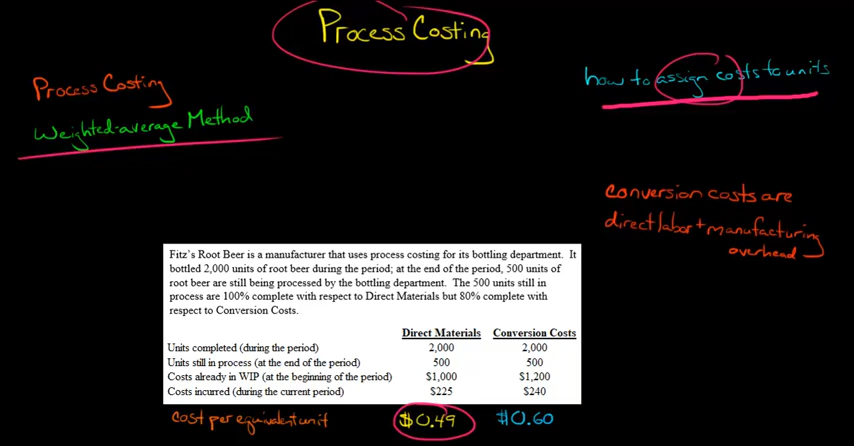 Process Costing
Process Costing
Weighted-average Method
how to assign costs to units
conversion costs are
direct labor + manufacturing
overhead
Fitz's Root Beer is a manufacturer that uses process costing for its bottling department. It
bottled 2,000 units of root beer during the period; at the end of the period, 500 units of
root beer are still being processed by the bottling department. The 500 units still in
process are 100% complete with respect to Direct Materials but 80% complete with
respect to Conversion Costs.
Direct Materials Conversion Costs
Units completed (during the period) 2,000 2,000
Units still in process (at the end of the period) 500 500
Costs already in WIP (at the beginning of the period) $1,000 $1,200
Costs incurred (during the current period) $225 $240
Cost per equivalent unit $0.49 $0.60